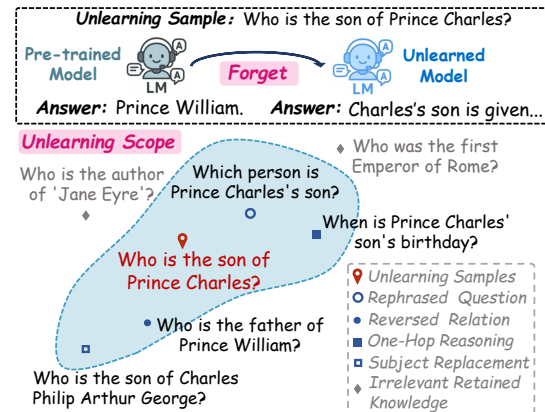 Unlearning Sample: Who is the son of Prince Charles?
Pre-trained Model
A
A
LM
Forget
A
A
LM
Unlearned Model
Answer: Prince William.
Answer: Charles's son is given...
Unlearning Scope
Who is the author
of 'Jane Eyre'?
Which person is
Prince Charles's son?
Who was the first
Emperor of Rome?
When is Prince Charles'
son's birthday?
Who is the son of
Prince Charles?
Who is the father of
Prince William?
Who is the son of Charles
Philip Arthur George?
Unlearning Samples
Rephrased Question
Reversed Relation
One-Hop Reasoning
Subject Replacement
Irrelevant Retained
Knowledge